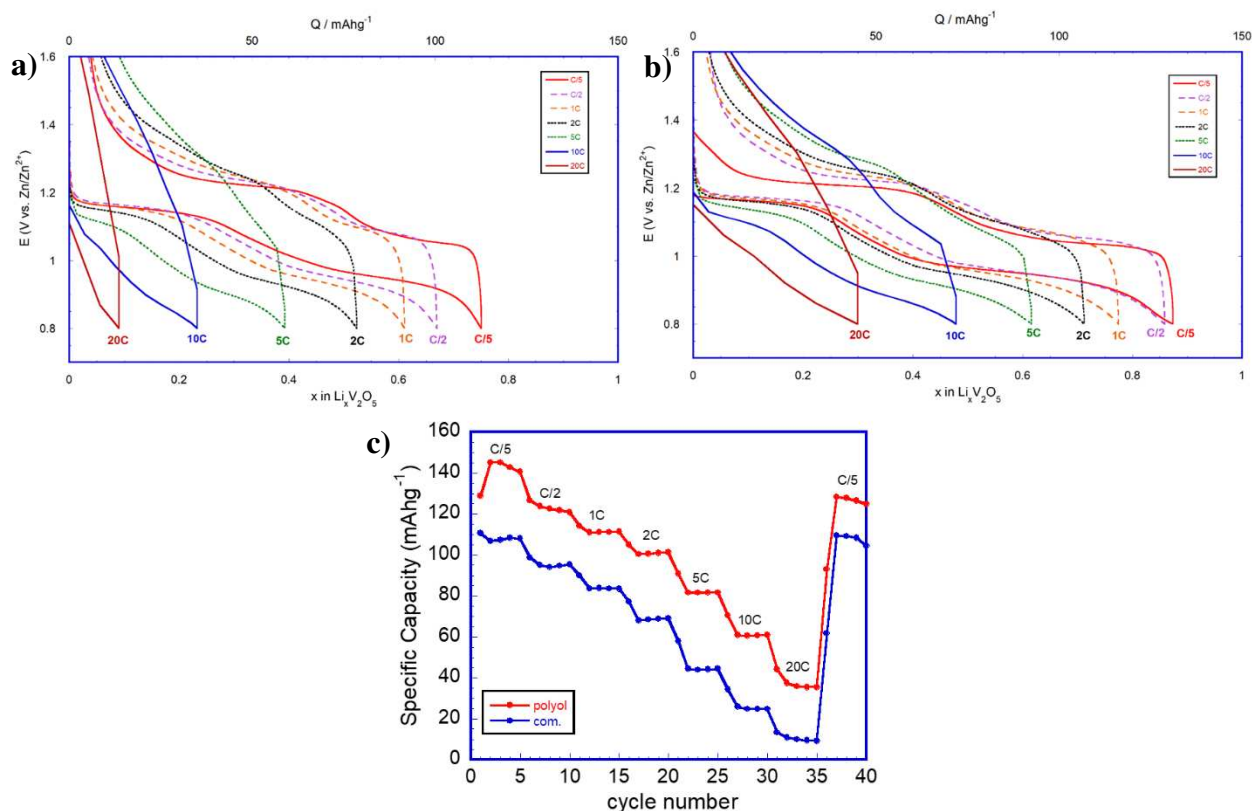 a)
Q / mAhg⁻¹
0 50 100 150
1.6
1.4
1.2
1
0.8
E (V vs. Zn/Zn²⁺)
C/5
C/2
1C
2C
5C
10C
20C
20C 10C 5C 2C 1C C/2 C/5
0 0.2 0.4 0.6 0.8 1
x in LiₓV₂O₅
b)
Q / mAhg⁻¹
0 50 100 150
1.6
1.4
1.2
1.0
0.8
E (V vs. Zn/Zn²⁺)
C/5
C/2
1C
2C
5C
10C
20C
20C 10C 5C 2C 1C C/2 C/5
0 0.2 0.4 0.6 0.8 1
x in LiₓV₂O₅
c)
160
140
120
100
80
60
40
20
0
Specific Capacity (mAhg⁻¹)
C/5
C/2
1C
2C
5C
10C
20C
C/5
polyol
com.
0 5 10 15 20 25 30 35 40
cycle number